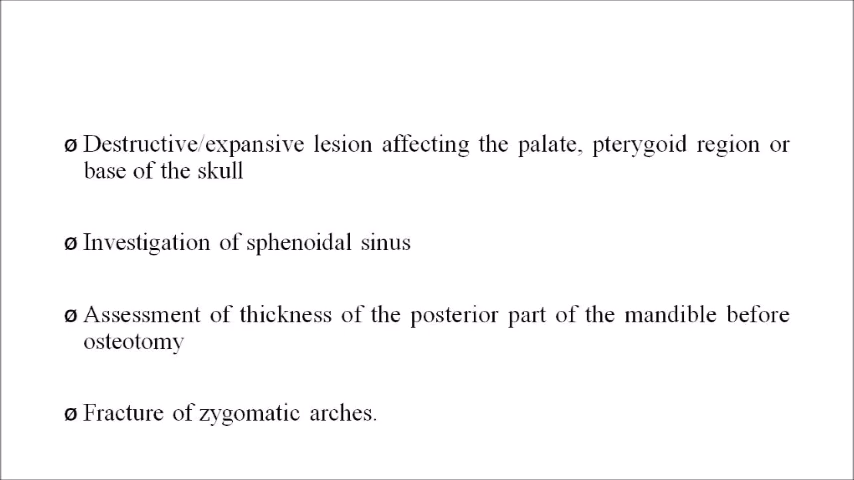 ø Destructive/expansive lesion affecting the palate, pterygoid region or
base of the skull
ø Investigation of sphenoidal sinus
ø Assessment of thickness of the posterior part of the mandible before
osteotomy
ø Fracture of zygomatic arches.